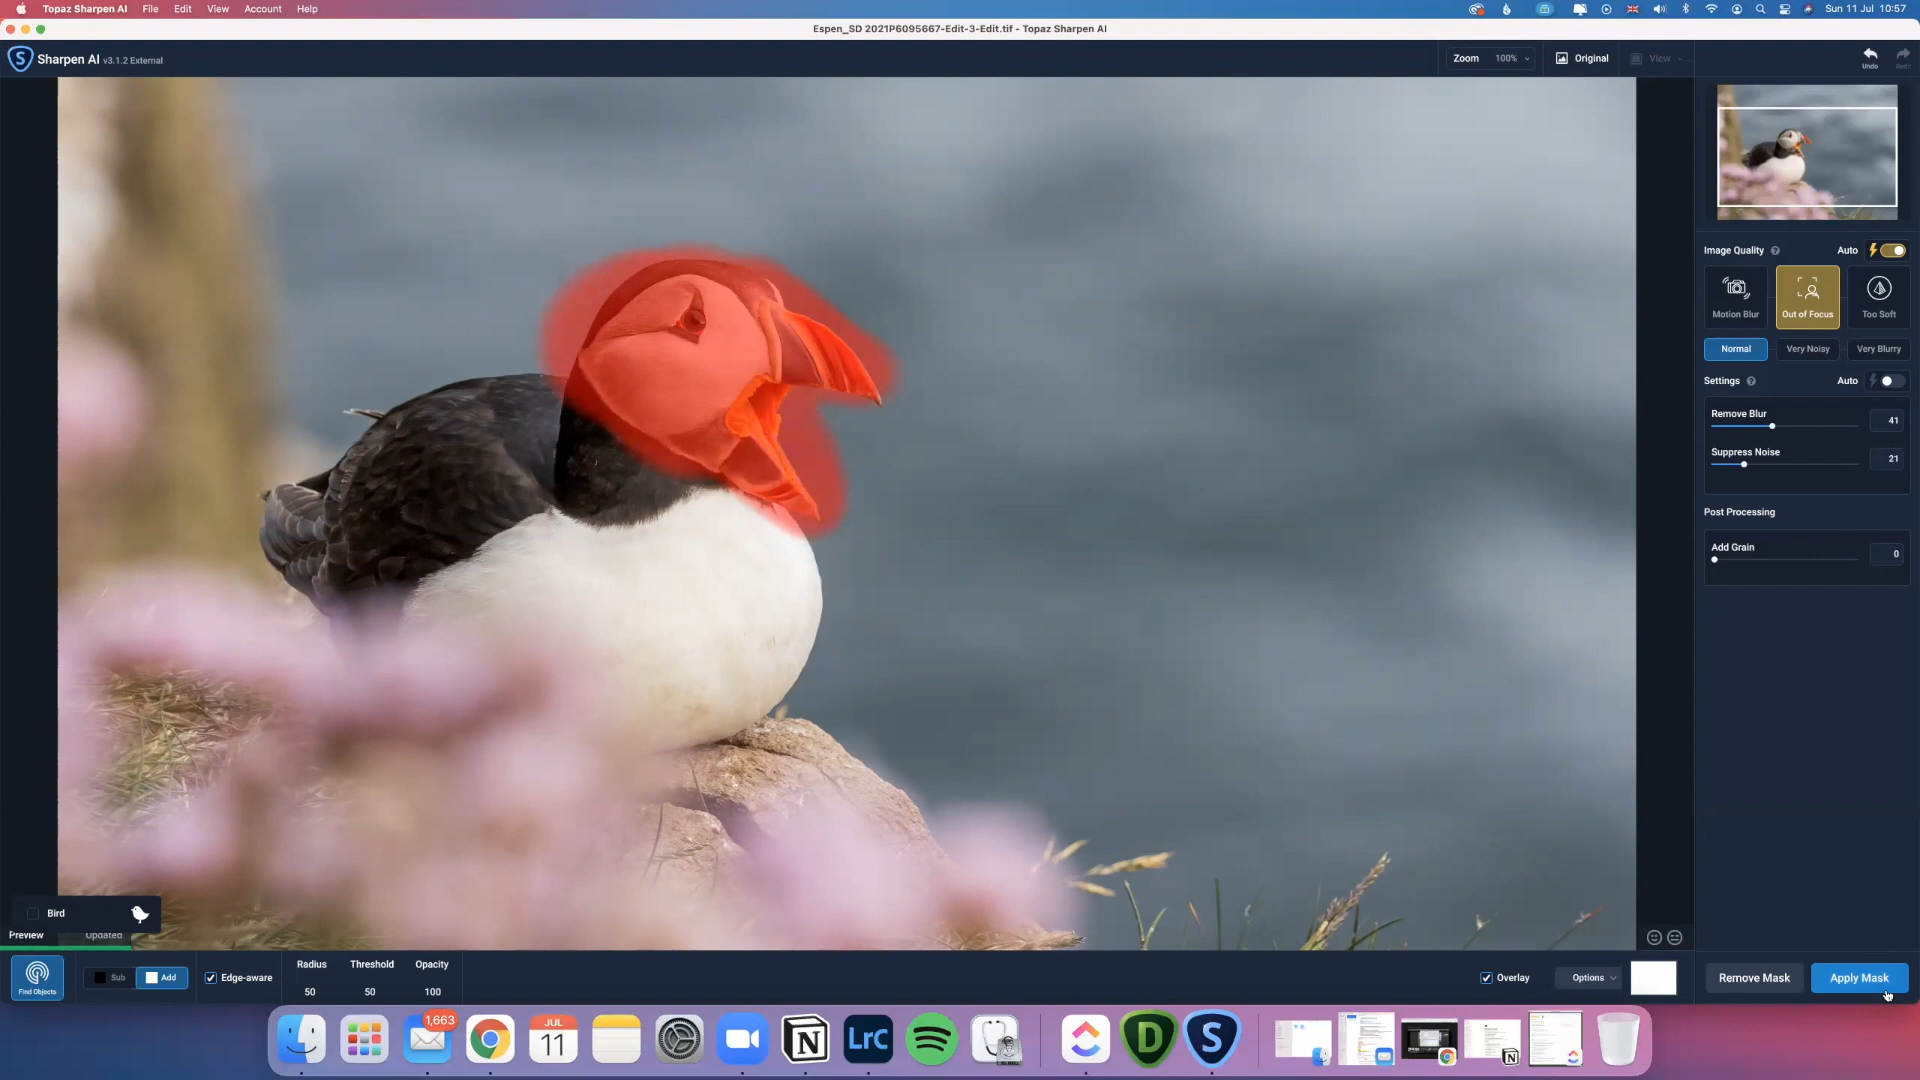 Topaz Sharpen AI File Edit View Account Help Sun 11 Jul 10:57
Espen_SD 2021P6095667-Edit-3-Edit.tif - Topaz Sharpen AI
S Sharpen AI v3.1.2 External Zoom 100% Original View
Undo Redo
Image Quality ? Auto
Motion Blur Out of Focus Too Soft
Normal Very Noisy Very Blurry
Settings ? Auto
Remove Blur 41
Suppress Noise 21
Post Processing
Add Grain 0
Bird
Preview Updated
Find Objects Sub Add Edge-aware
Radius Threshold Opacity
50 50 100
Overlay Options Remove Mask Apply Mask
1,663
JUL
11
N
LrC
D
S